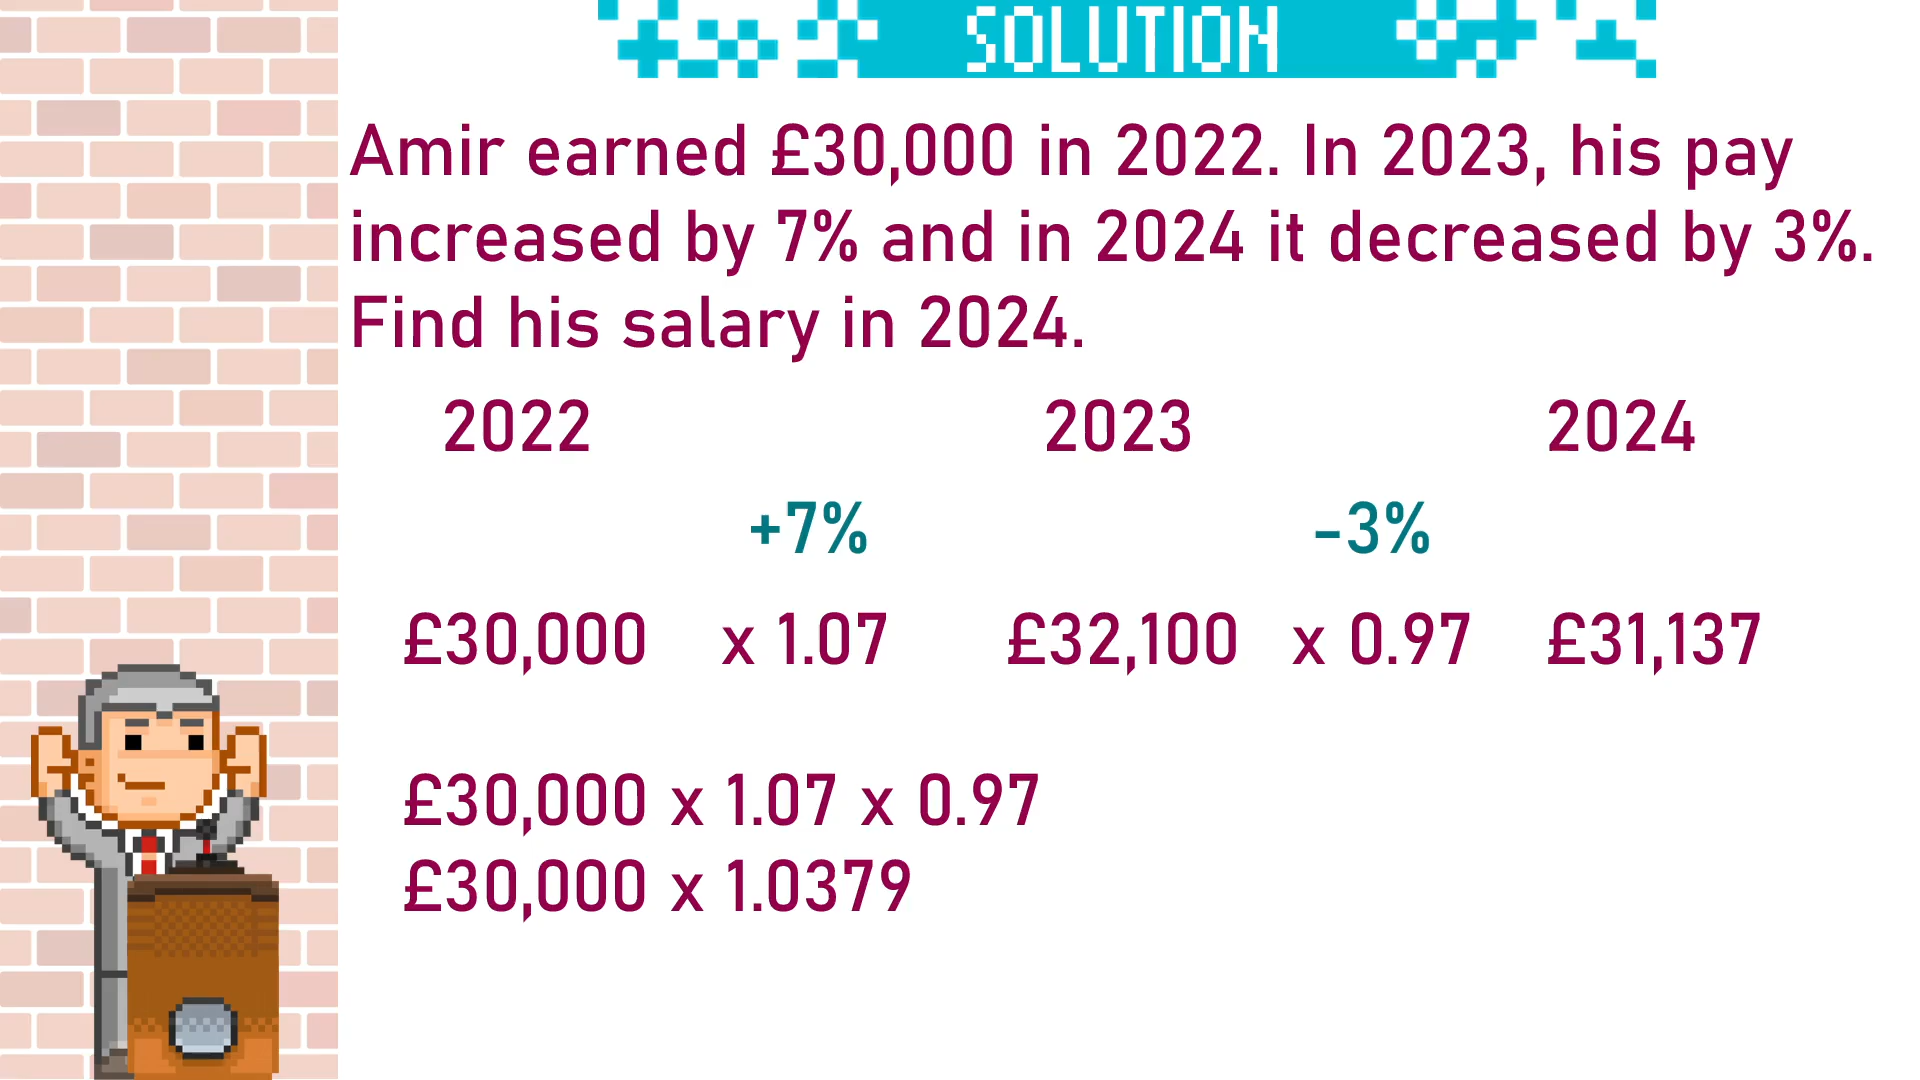 SOLUTION
Amir earned £30,000 in 2022. In 2023, his pay
increased by 7% and in 2024 it decreased by 3%.
Find his salary in 2024.
2022 2023 2024
+7% -3%
£30,000 x 1.07 £32,100 x 0.97 £31,137
£30,000 x 1.07 x 0.97
£30,000 x 1.0379